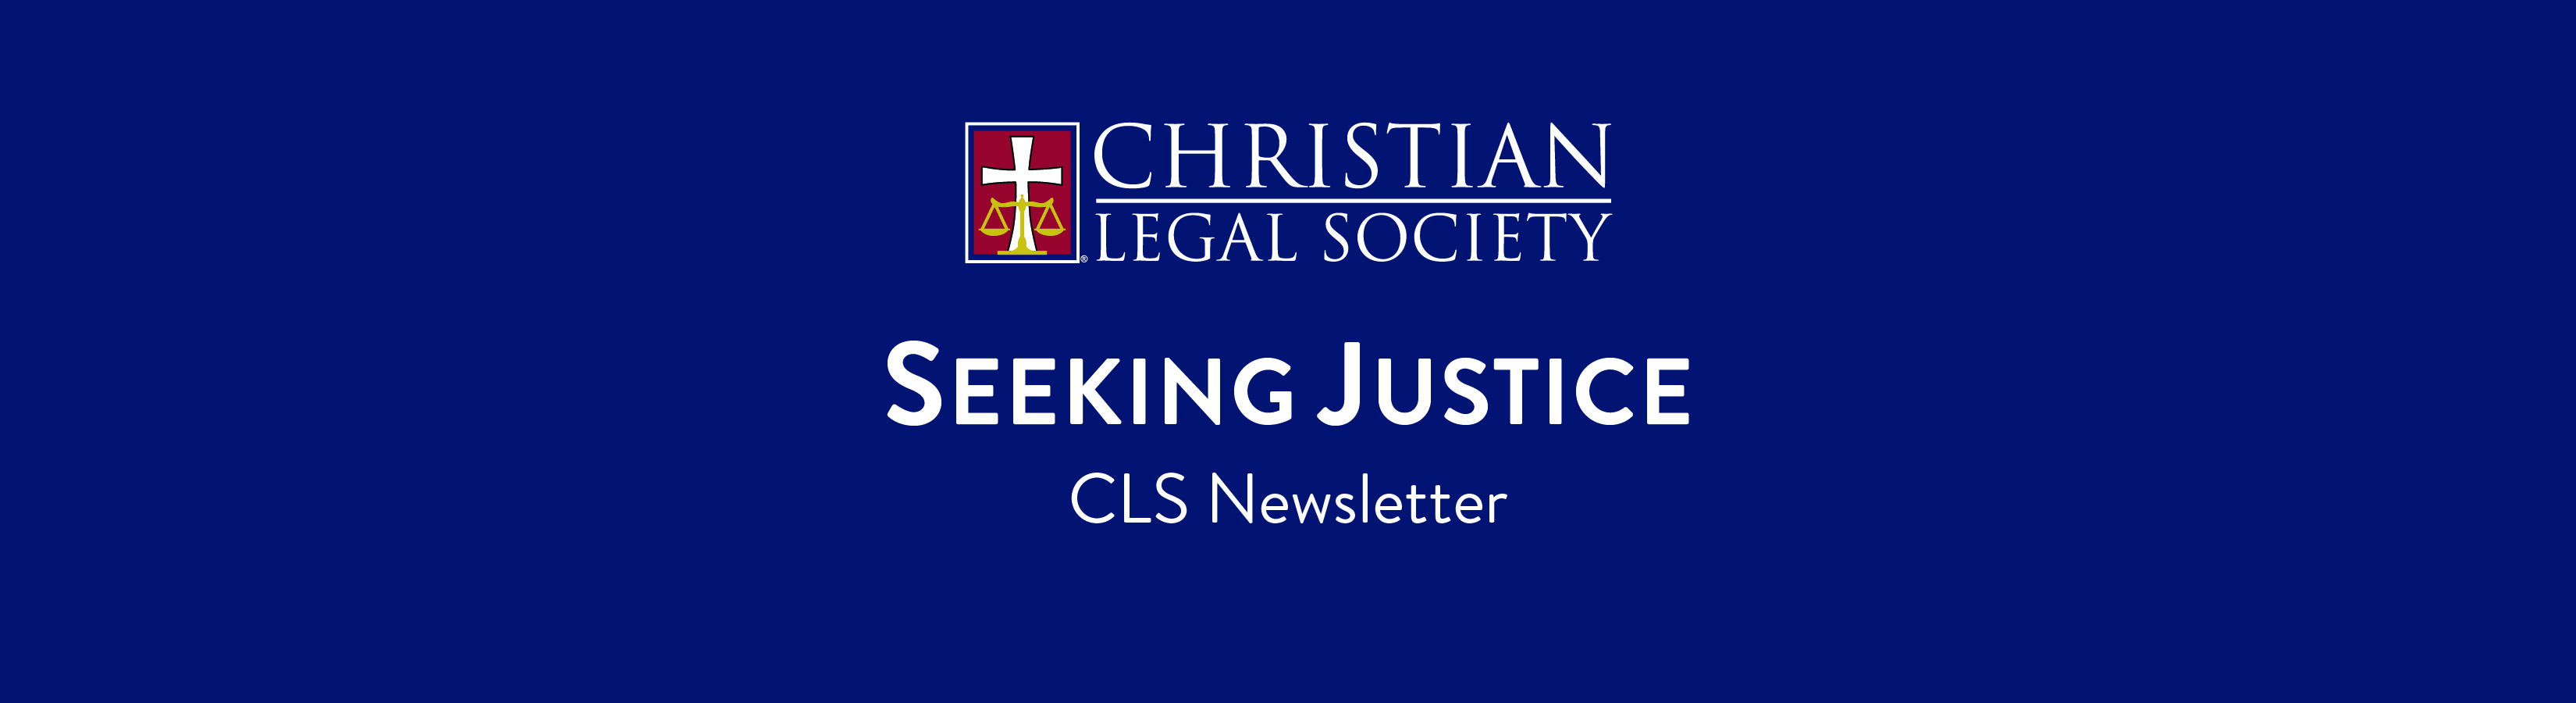 CHRISTIAN
LEGAL SOCIETY
®
SEEKING JUSTICE
CLS Newsletter